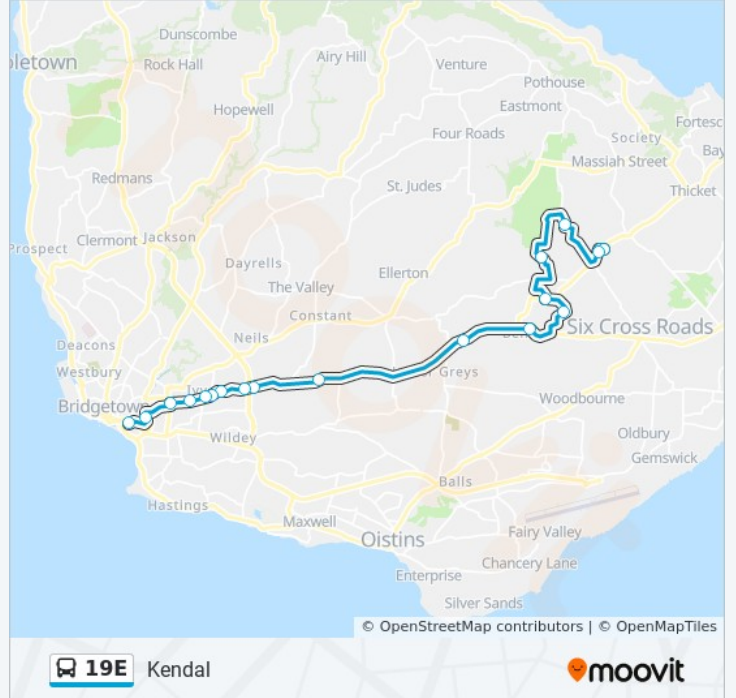 Dunscombe
pletown
Rock Hall
Airy Hill
Venture
Pothouse
Eastmont
Hopewell
Fortesc
Four Roads
Society
Bay
Massiah Street
Redmans
St. Judes
Thicket
Prospect
Clermont
Jackson
Dayrells
Ellerton
The Valley
Constant
Six Cross Roads
Neils
Deacons
Westbury
Greys
Bridgetown
Woodbourne
Wildey
Oldbury
Gemswick
Balls
Hastings
Maxwell
Oistins
Fairy Valley
Chancery Lane
Enterprise
Silver Sands
© OpenStreetMap contributors | © OpenMapTiles
19E Kendal
moovit